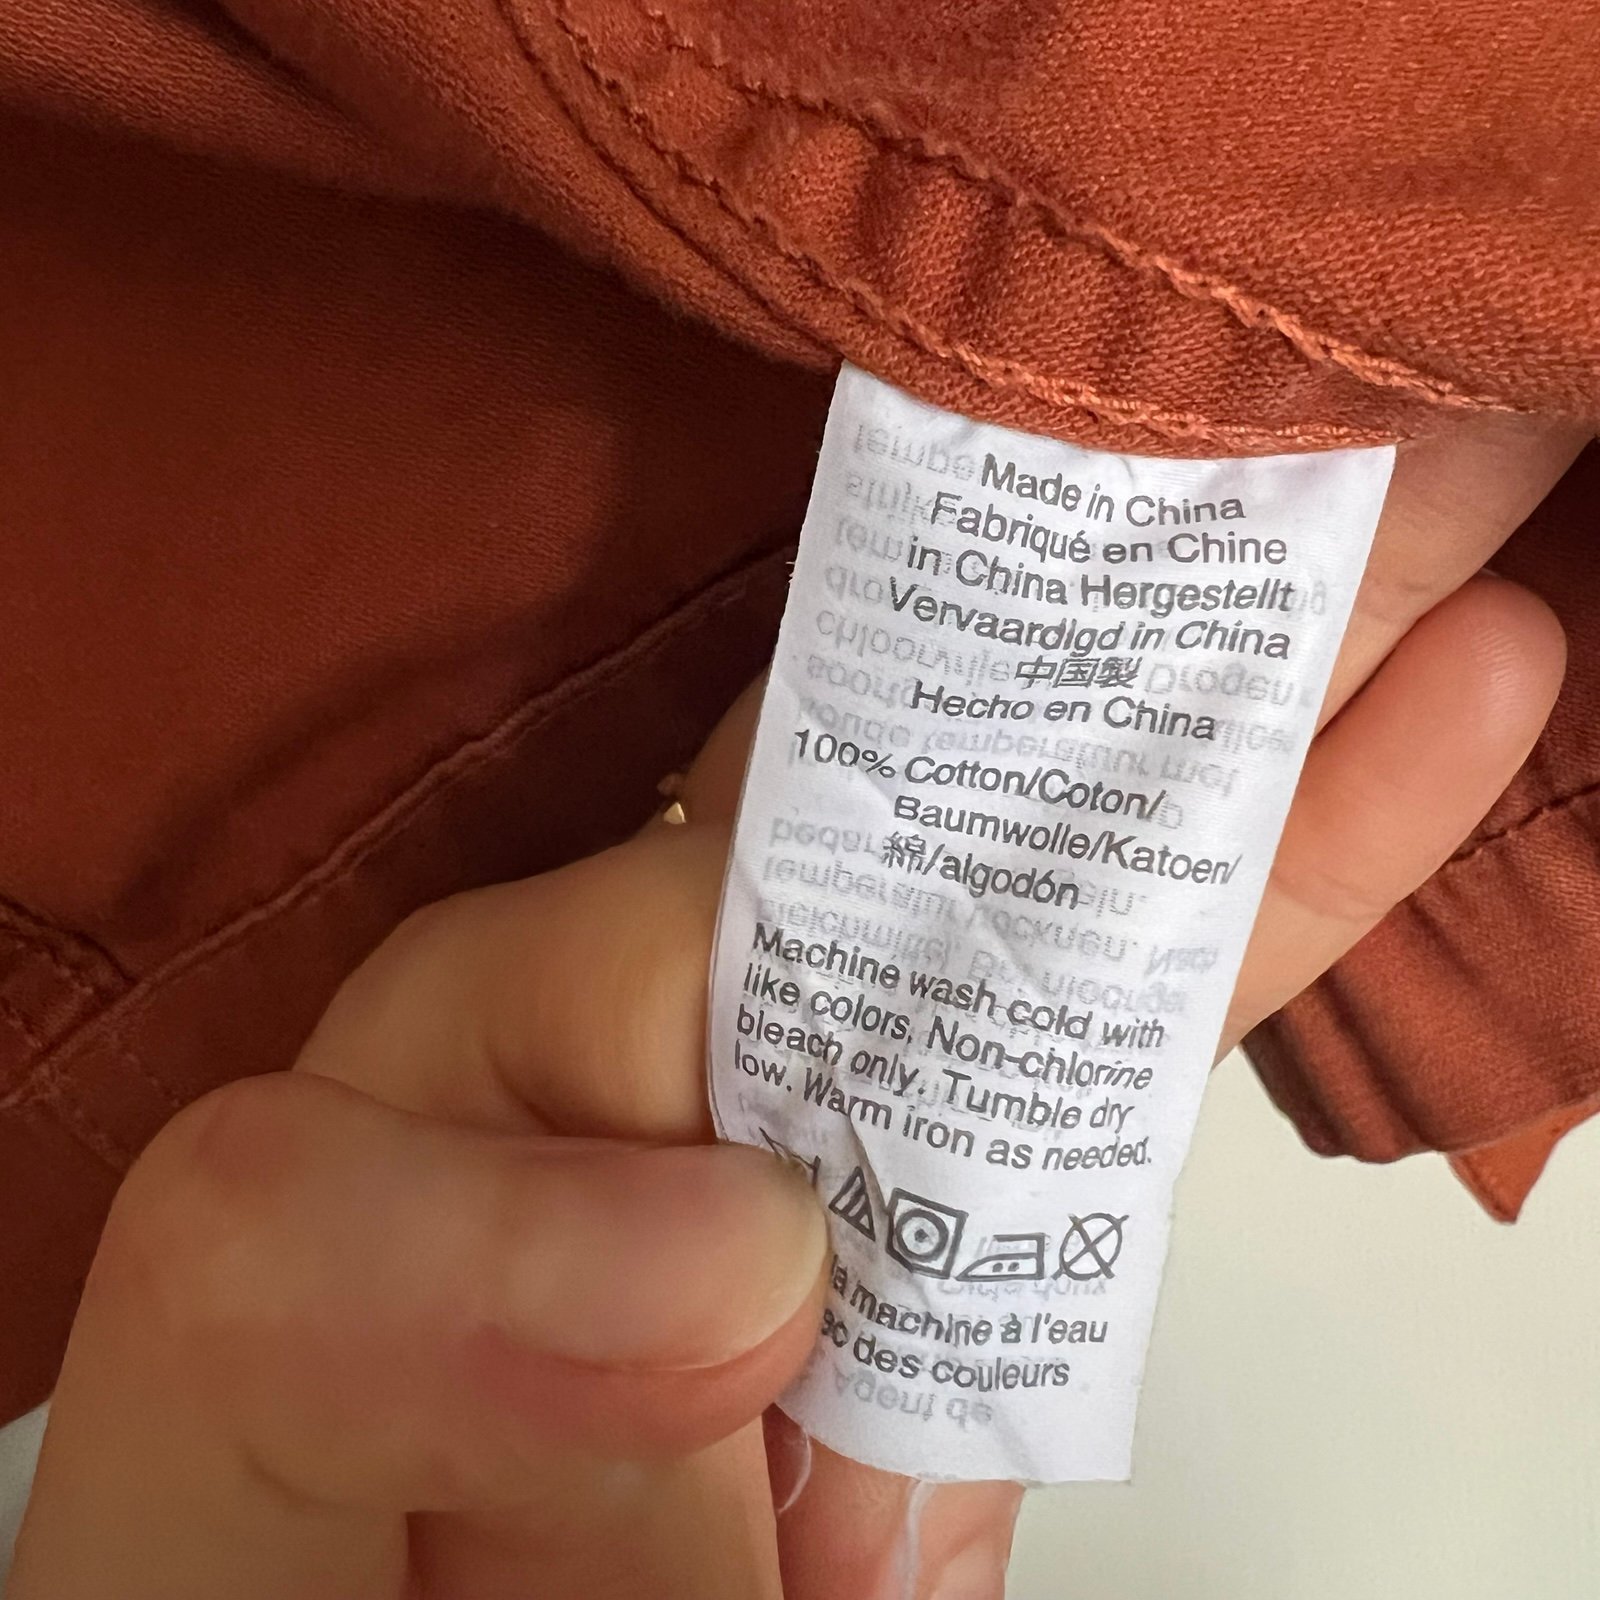 Made in China
Fabriqué en Chine
in China Hergestellt
Vervaardigd in China
中国製
Hecho en China
100% Cotton/Coton/
Baumwolle/Katoen/
綿/algodón
Machine wash cold with
like colors. Non-chlorine
bleach only. Tumble dry
low. Warm iron as needed.
machine à l'eau
des couleurs